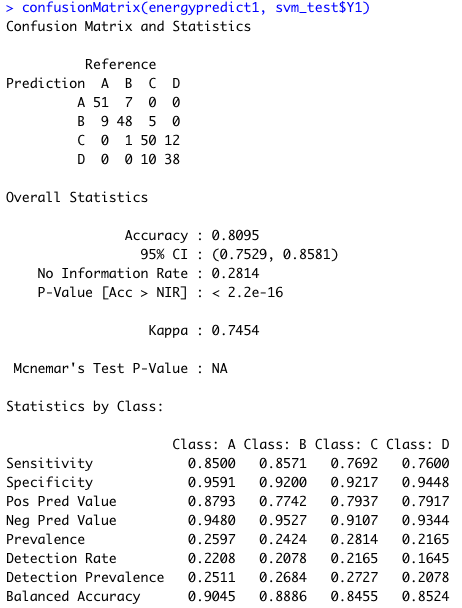 > confusionMatrix(energypredict1, svm_test$Y1)
Confusion Matrix and Statistics
Reference
Prediction A B C D
A 51 7 0 0
B 9 48 5 0
C 0 1 50 12
D 0 0 10 38
Overall Statistics
Accuracy : 0.8095
95% CI : (0.7529, 0.8581)
No Information Rate : 0.2814
P-Value [Acc > NIR] : < 2.2e-16
Kappa : 0.7454
Mcnemar's Test P-Value : NA
Statistics by Class:
Class: A Class: B Class: C Class: D
Sensitivity 0.8500 0.8571 0.7692 0.7600
Specificity 0.9591 0.9200 0.9217 0.9448
Pos Pred Value 0.8793 0.7742 0.7937 0.7917
Neg Pred Value 0.9480 0.9527 0.9107 0.9344
Prevalence 0.2597 0.2424 0.2814 0.2165
Detection Rate 0.2208 0.2078 0.2165 0.1645
Detection Prevalence 0.2511 0.2684 0.2727 0.2078
Balanced Accuracy 0.9045 0.8886 0.8455 0.8524